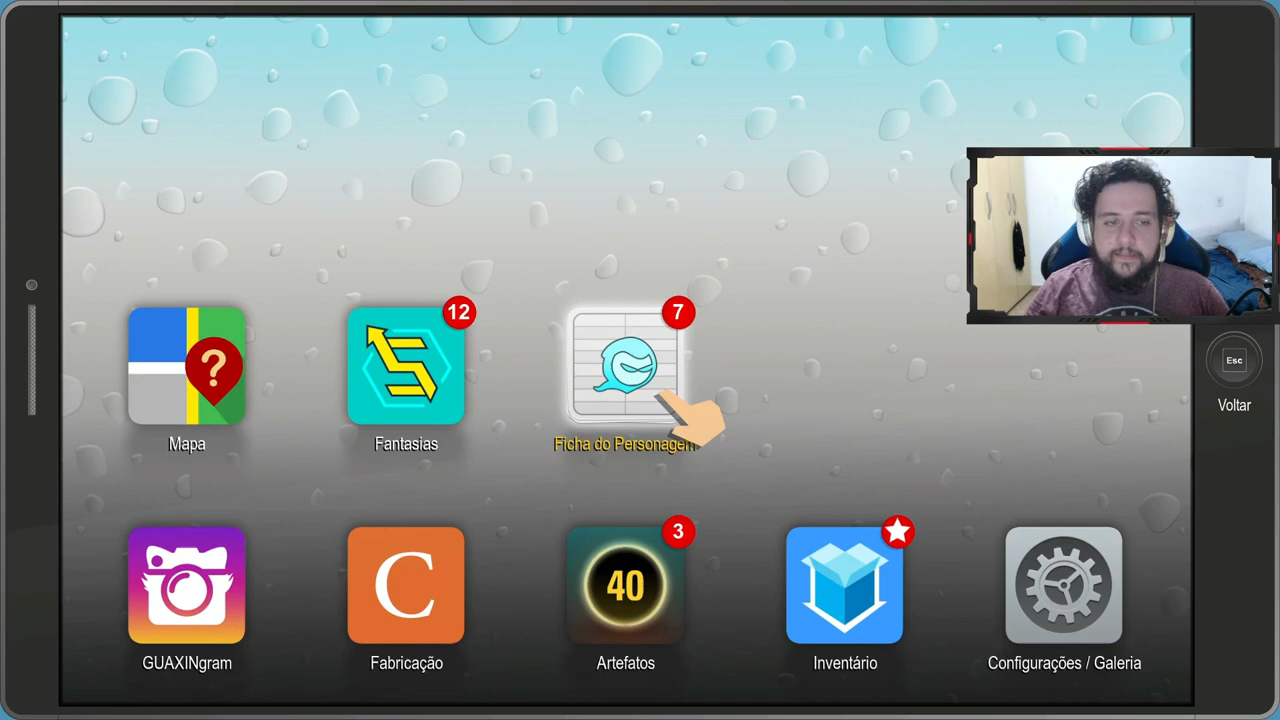 12
7
?
Esc
Voltar
Mapa
Fantasias
Ficha do Personagem
3
C
40
GUAXINgram
Fabricação
Artefatos
Inventário
Configurações / Galeria